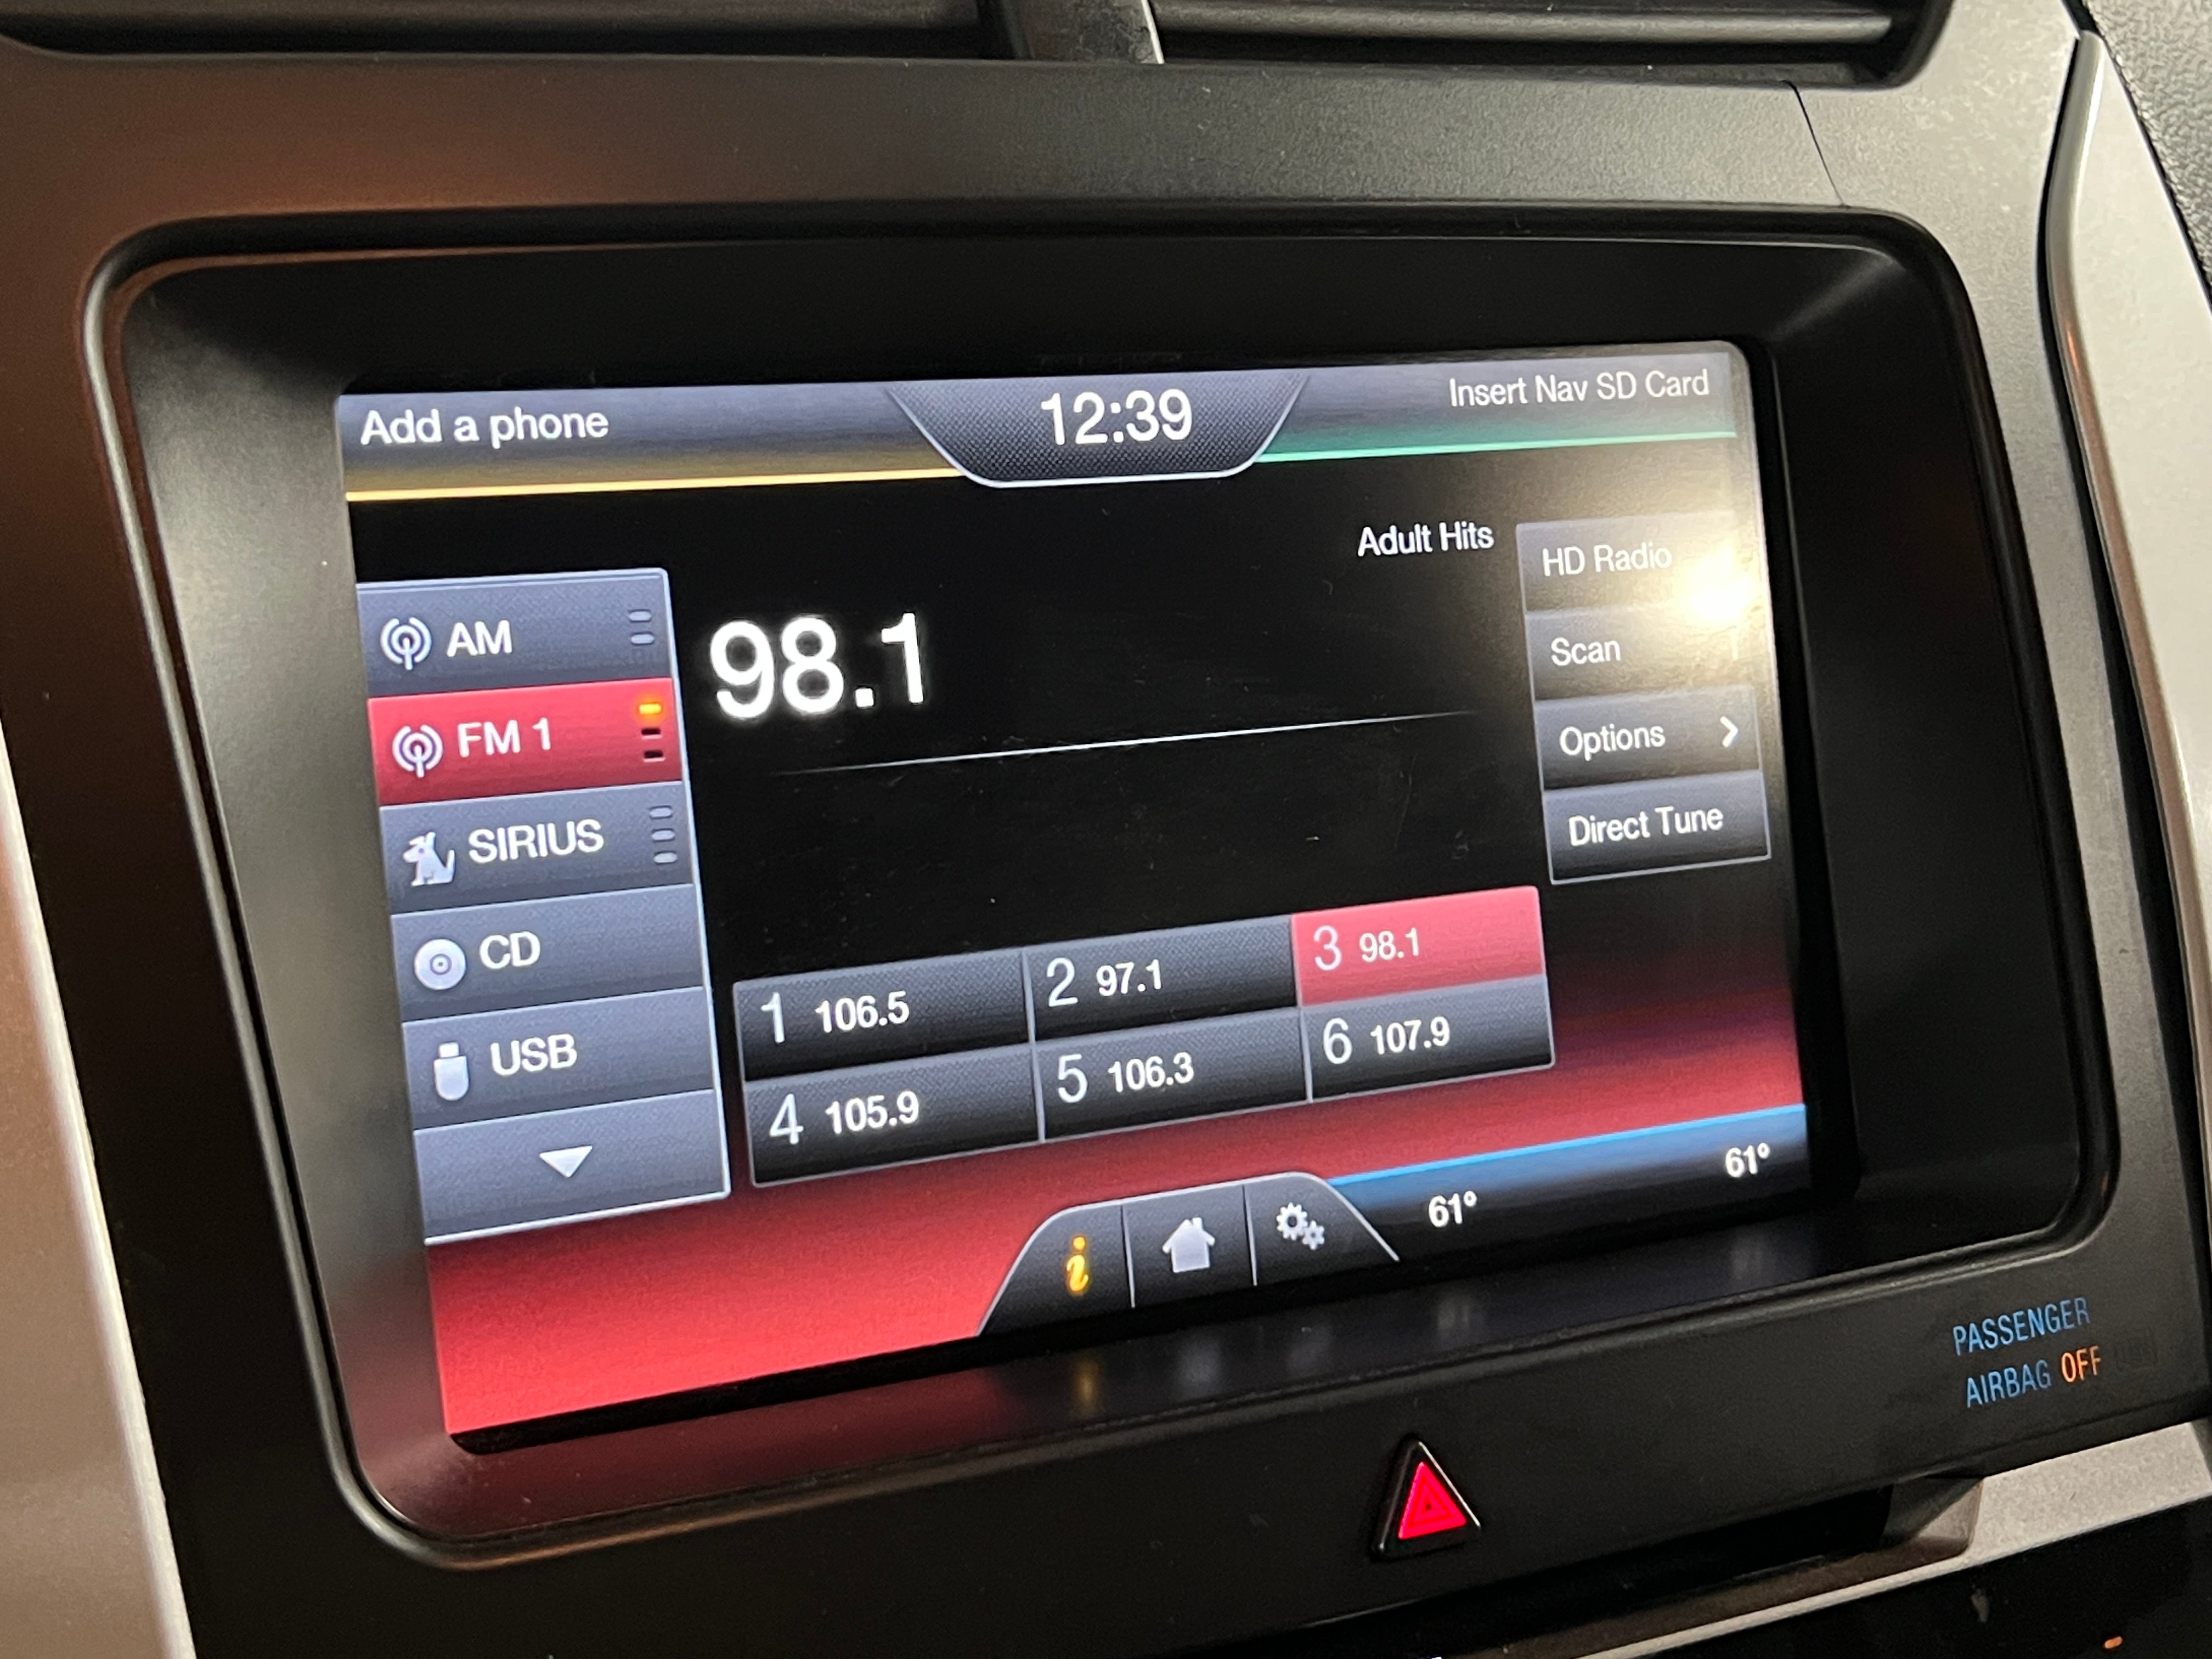 Add a phone
12:39
Insert Nav SD Card
Adult Hits
HD Radio
AM
98.1
Scan
FM 1
Options
SIRIUS
Direct Tune
CD
1 106.5
2 97.1
3 98.1
USB
4 105.9
5 106.3
6 107.9
i
61°
61°
PASSENGER
AIRBAG OFF